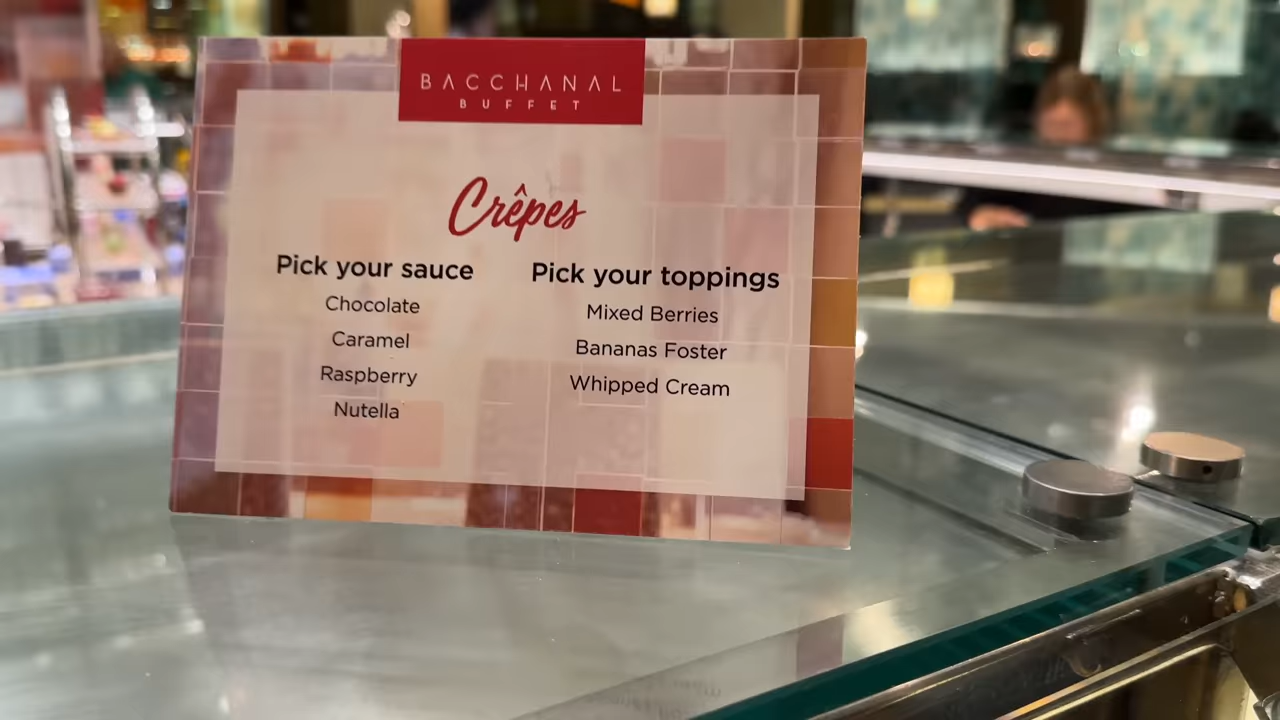 BACCHANAL
BUFFET
Crêpes
Pick your sauce
Chocolate
Caramel
Raspberry
Nutella
Pick your toppings
Mixed Berries
Bananas Foster
Whipped Cream